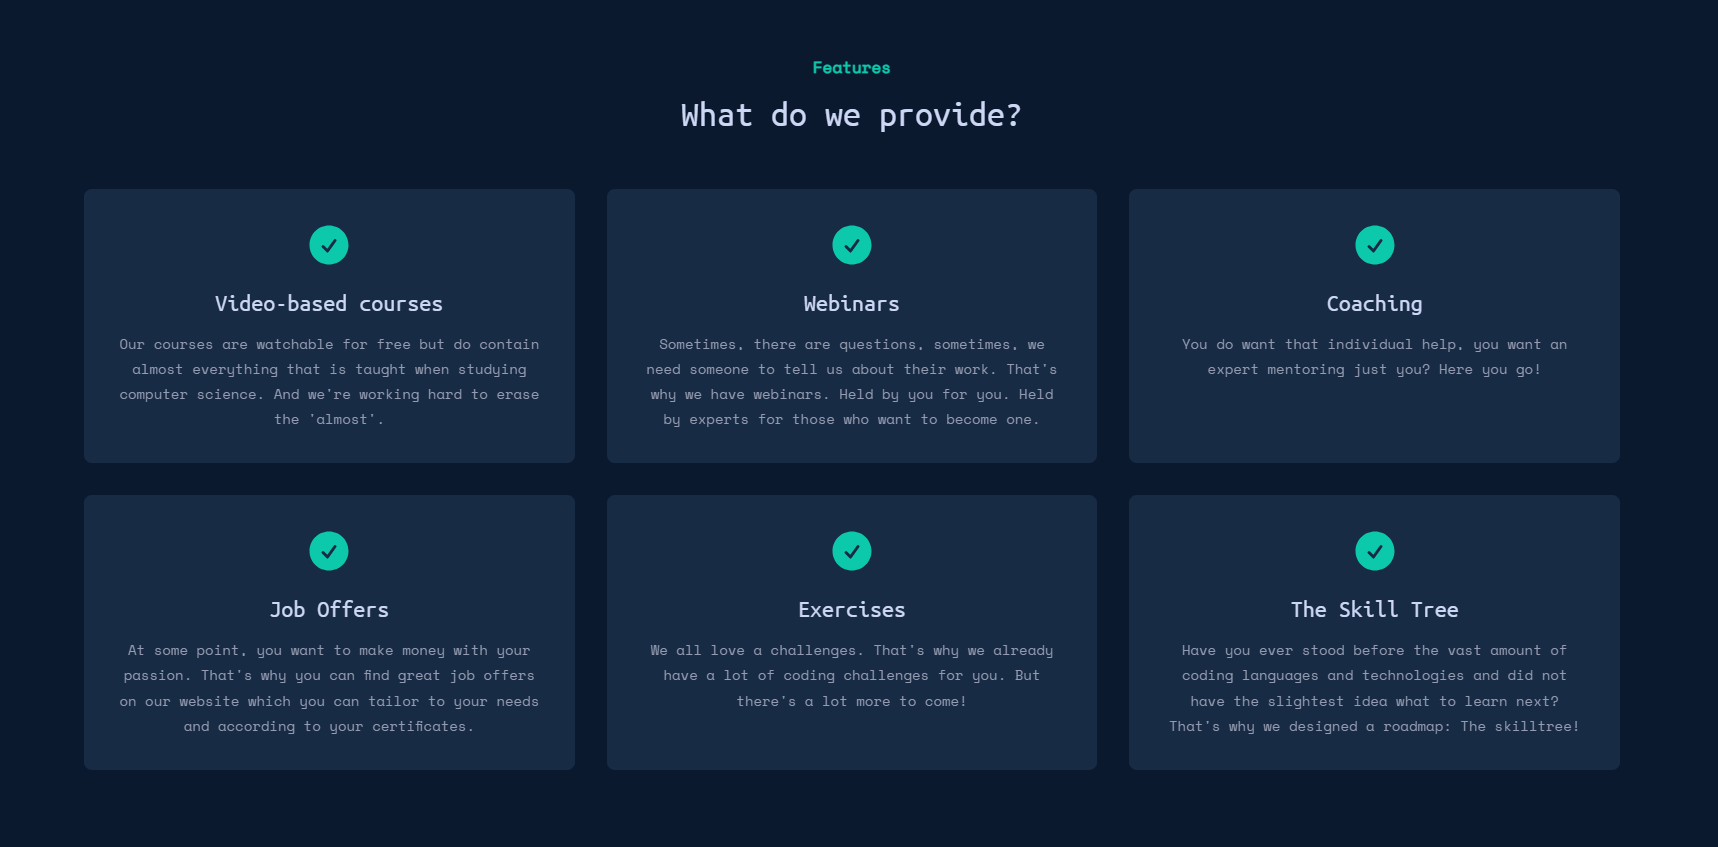 Features
What do we provide?
Video-based courses
Our courses are watchable for free but do contain
almost everything that is taught when studying
computer science. And we're working hard to erase
the 'almost'.
Webinars
Sometimes, there are questions, sometimes, we
need someone to tell us about their work. That's
why we have webinars. Held by you for you. Held
by experts for those who want to become one.
Coaching
You do want that individual help, you want an
expert mentoring just you? Here you go!
Job Offers
At some point, you want to make money with your
passion. That's why you can find great job offers
on our website which you can tailor to your needs
and according to your certificates.
Exercises
We all love a challenges. That's why we already
have a lot of coding challenges for you. But
there's a lot more to come!
The Skill Tree
Have you ever stood before the vast amount of
coding languages and technologies and did not
have the slightest idea what to learn next?
That's why we designed a roadmap: The skilltree!